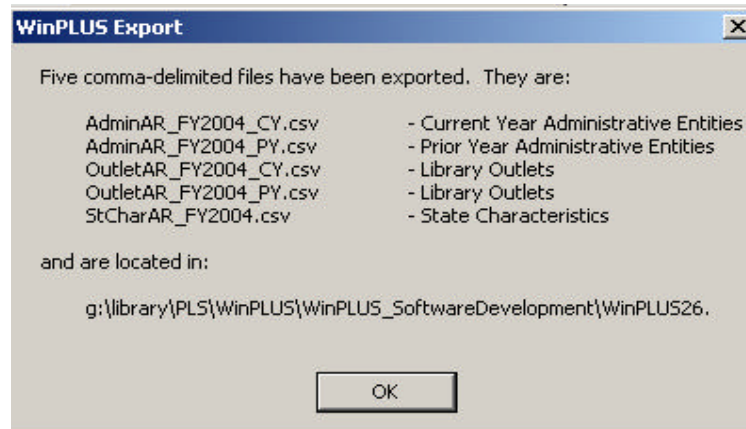 WinPLUS Export
Five comma-delimited files have been exported.  They are:
AdminAR_FY2004_CY.csv - Current Year Administrative Entities
AdminAR_FY2004_PY.csv - Prior Year Administrative Entities
OutletAR_FY2004_CY.csv - Library Outlets
OutletAR_FY2004_PY.csv - Library Outlets
StCharAR_FY2004.csv - State Characteristics
and are located in:
g:\library\PLS\WinPLUS\WinPLUS_SoftwareDevelopment\WinPLUS26.
OK